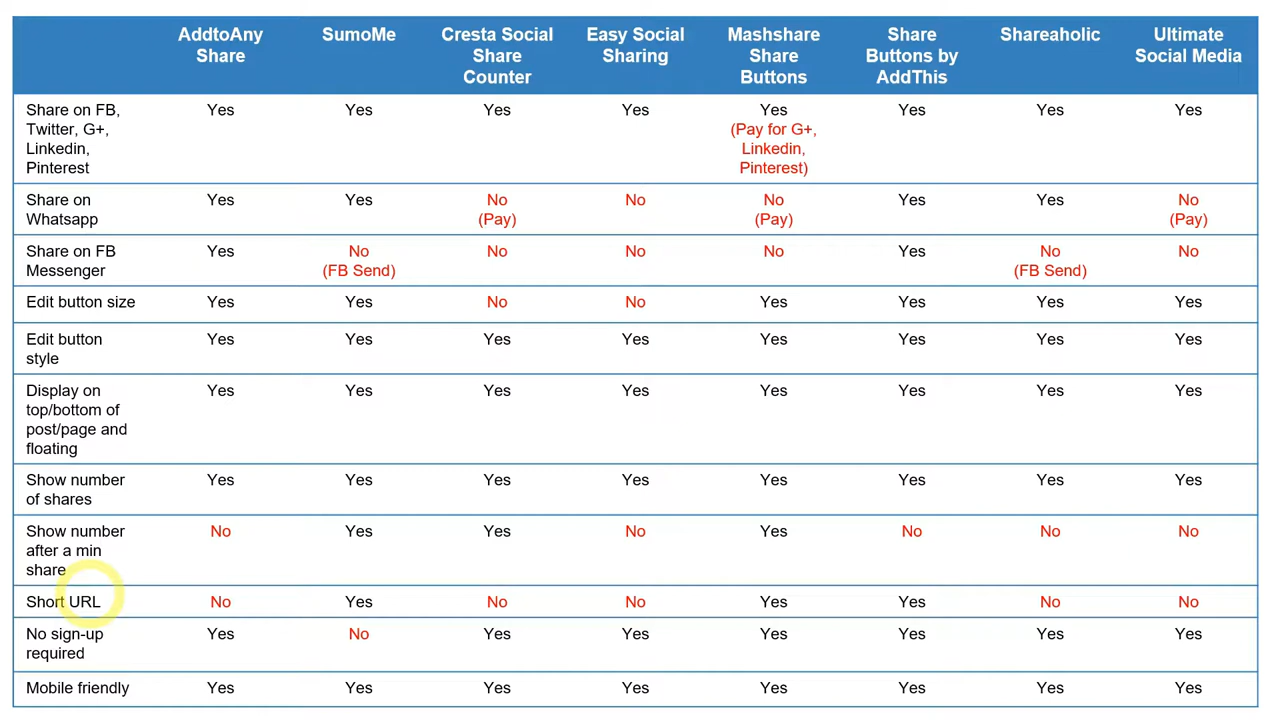 AddtoAny Share SumoMe Cresta Social Share Counter Easy Social Sharing Mashshare Share Buttons Share Buttons by AddThis Shareaholic Ultimate Social Media
Share on FB, Twitter, G+, Linkedin, Pinterest Yes Yes Yes Yes Yes (Pay for G+, Linkedin, Pinterest) Yes Yes Yes
Share on Whatsapp Yes Yes No (Pay) No No (Pay) Yes Yes No (Pay)
Share on FB Messenger Yes No (FB Send) No No No Yes No (FB Send) No
Edit button size Yes Yes No No Yes Yes Yes Yes
Edit button style Yes Yes Yes Yes Yes Yes Yes Yes
Display on top/bottom of post/page and floating Yes Yes Yes Yes Yes Yes Yes Yes
Show number of shares Yes Yes Yes Yes Yes Yes Yes Yes
Show number after a min share No Yes Yes No Yes No No No
Short URL No Yes No No Yes Yes No No
No sign-up required Yes No Yes Yes Yes Yes Yes Yes
Mobile friendly Yes Yes Yes Yes Yes Yes Yes Yes